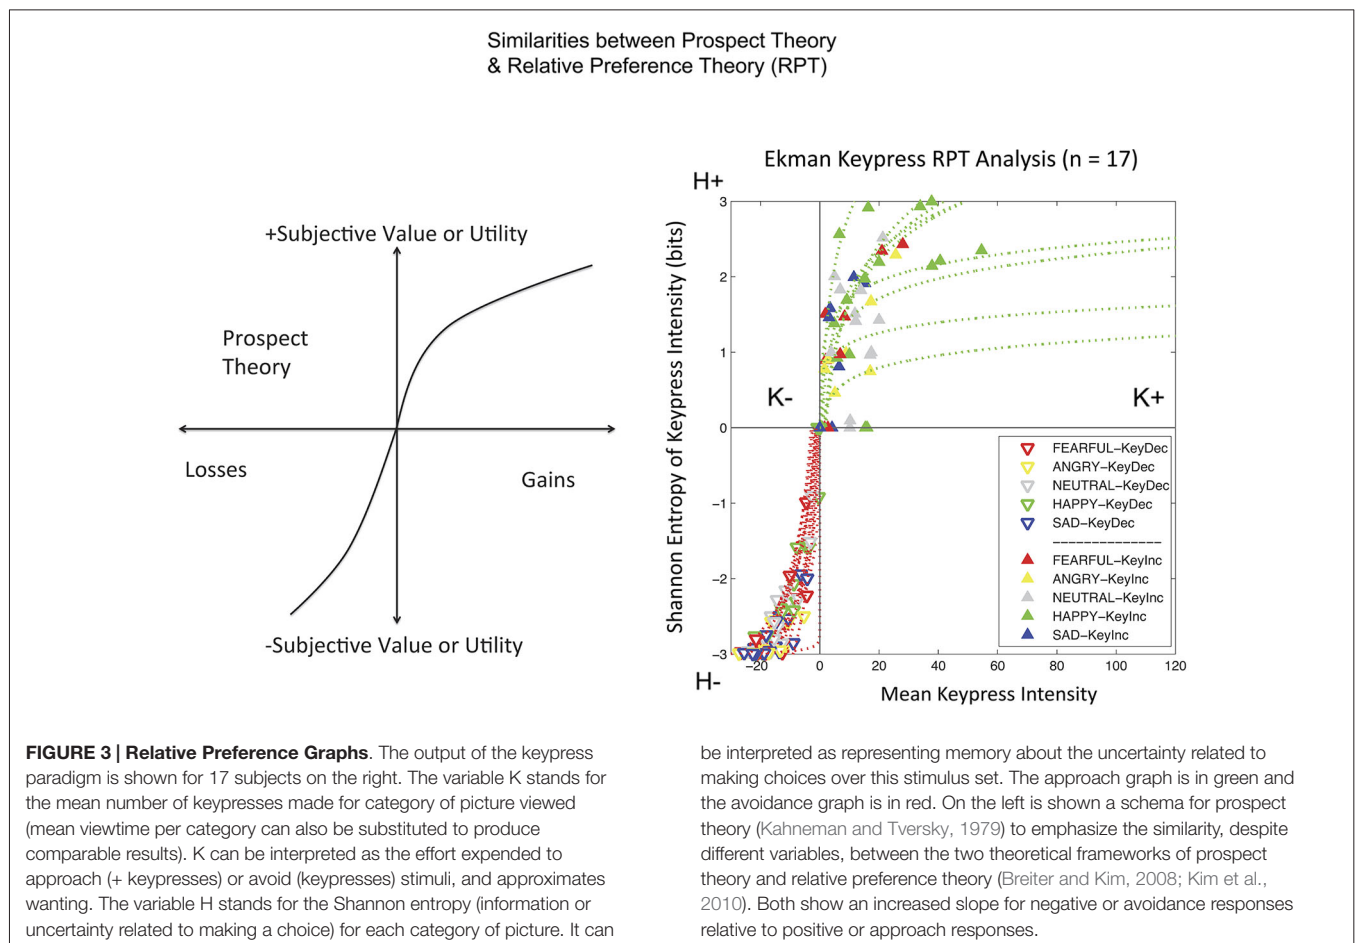 Similarities between Prospect Theory
& Relative Preference Theory (RPT)
+Subjective Value or Utility
Prospect
Theory
Losses
Gains
-Subjective Value or Utility
Ekman Keypress RPT Analysis (n = 17)
H+
Shannon Entropy of Keypress Intensity (bits)
3
2
1
0
−1
−2
−3
K-
K+
FEARFUL−KeyDec
ANGRY−KeyDec
NEUTRAL−KeyDec
HAPPY−KeyDec
SAD−KeyDec
−−−−−−−−−−−−−−
FEARFUL−KeyInc
ANGRY−KeyInc
NEUTRAL−KeyInc
HAPPY−KeyInc
SAD−KeyInc
−20 0 20 40 60 80 100 120
H-
Mean Keypress Intensity
FIGURE 3 | Relative Preference Graphs. The output of the keypress
paradigm is shown for 17 subjects on the right. The variable K stands for
the mean number of keypresses made for category of picture viewed
(mean viewtime per category can also be substituted to produce
comparable results). K can be interpreted as the effort expended to
approach (+ keypresses) or avoid (keypresses) stimuli, and approximates
wanting. The variable H stands for the Shannon entropy (information or
uncertainty related to making a choice) for each category of picture. It can
be interpreted as representing memory about the uncertainty related to
making choices over this stimulus set. The approach graph is in green and
the avoidance graph is in red. On the left is shown a schema for prospect
theory (Kahneman and Tversky, 1979) to emphasize the similarity, despite
different variables, between the two theoretical frameworks of prospect
theory and relative preference theory (Breiter and Kim, 2008; Kim et al.,
2010). Both show an increased slope for negative or avoidance responses
relative to positive or approach responses.